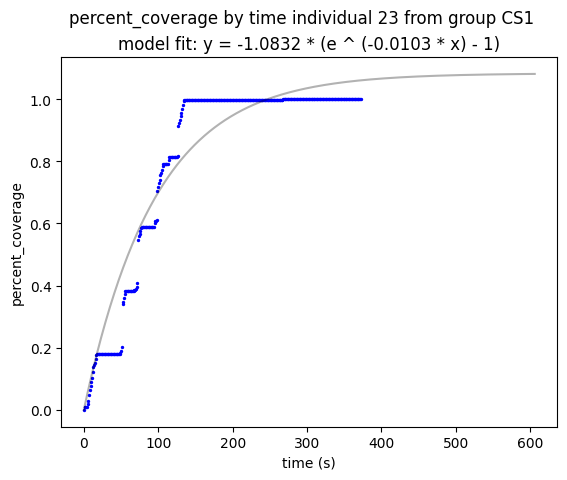 percent_coverage by time individual 23 from group CS1
model fit: y = -1.0832 * (e ^ (-0.0103 * x) - 1)
1.0
0.8
0.6
0.4
0.2
0.0
percent_coverage
0 100 200 300 400 500 600
time (s)